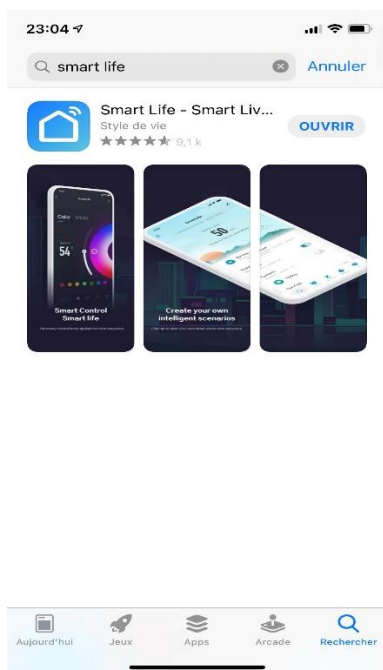 23:04
smart life
Annuler
Smart Life - Smart Liv...
Style de vie
OUVRIR
9,1 k
Color
54°
Smart Control
Smart life
50
Create your own
intelligent scenarios
Aujourd'hui
Jeux
Apps
Arcade
Rechercher